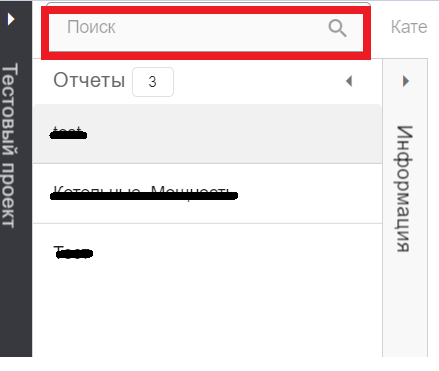 Поиск
Кате
Отчеты 3
Тестовый проект
Информация